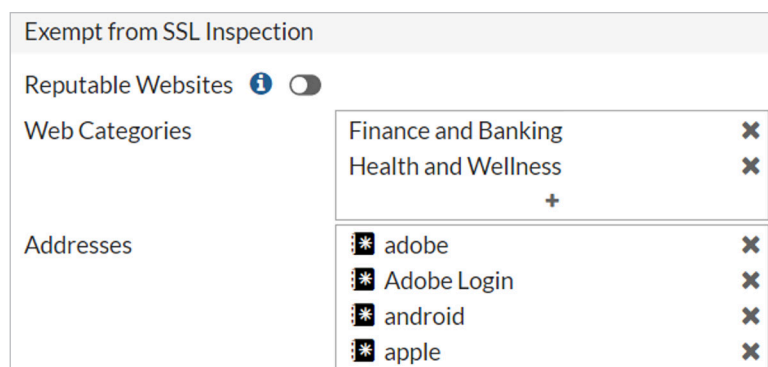 Exempt from SSL Inspection
Reputable Websites
Web Categories
Finance and Banking
Health and Wellness
Addresses
adobe
Adobe Login
android
apple